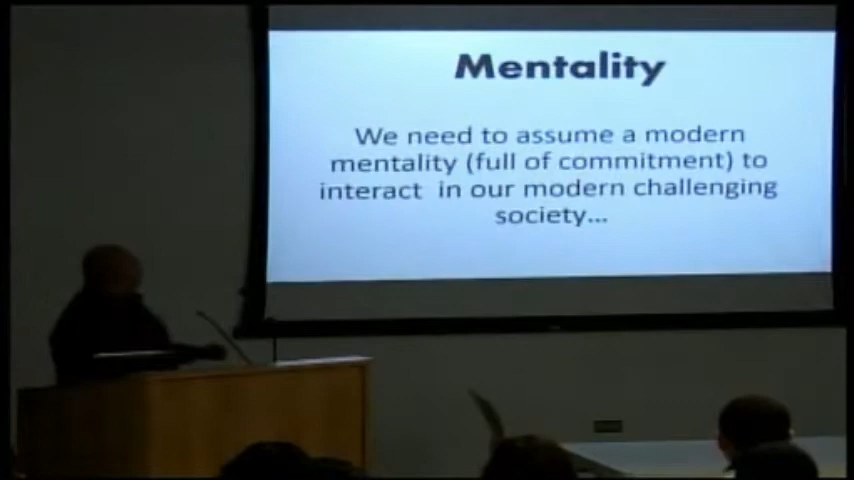 Mentality
We need to assume a modern
mentality (full of commitment) to
interact in our modern challenging
society...